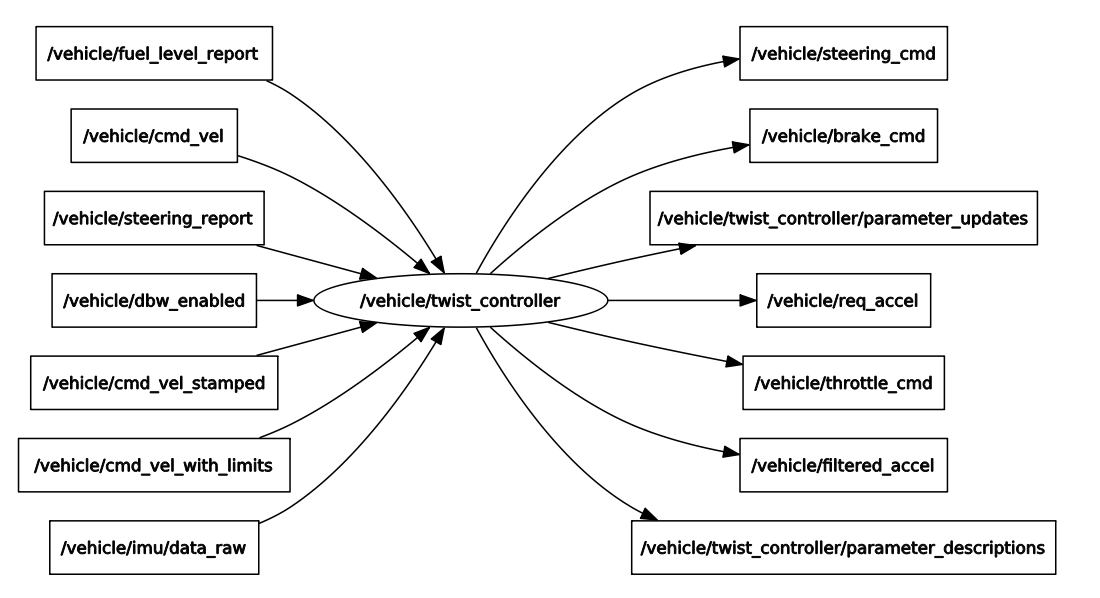 /vehicle/fuel_level_report
/vehicle/cmd_vel
/vehicle/steering_report
/vehicle/dbw_enabled
/vehicle/cmd_vel_stamped
/vehicle/cmd_vel_with_limits
/vehicle/imu/data_raw
/vehicle/twist_controller
/vehicle/steering_cmd
/vehicle/brake_cmd
/vehicle/twist_controller/parameter_updates
/vehicle/req_accel
/vehicle/throttle_cmd
/vehicle/filtered_accel
/vehicle/twist_controller/parameter_descriptions